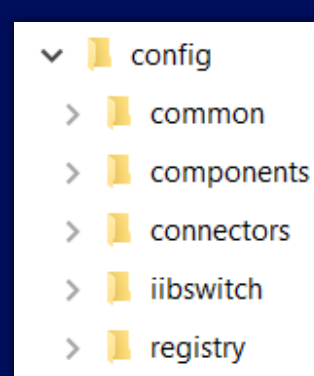 config
common
components
connectors
iibswitch
registry